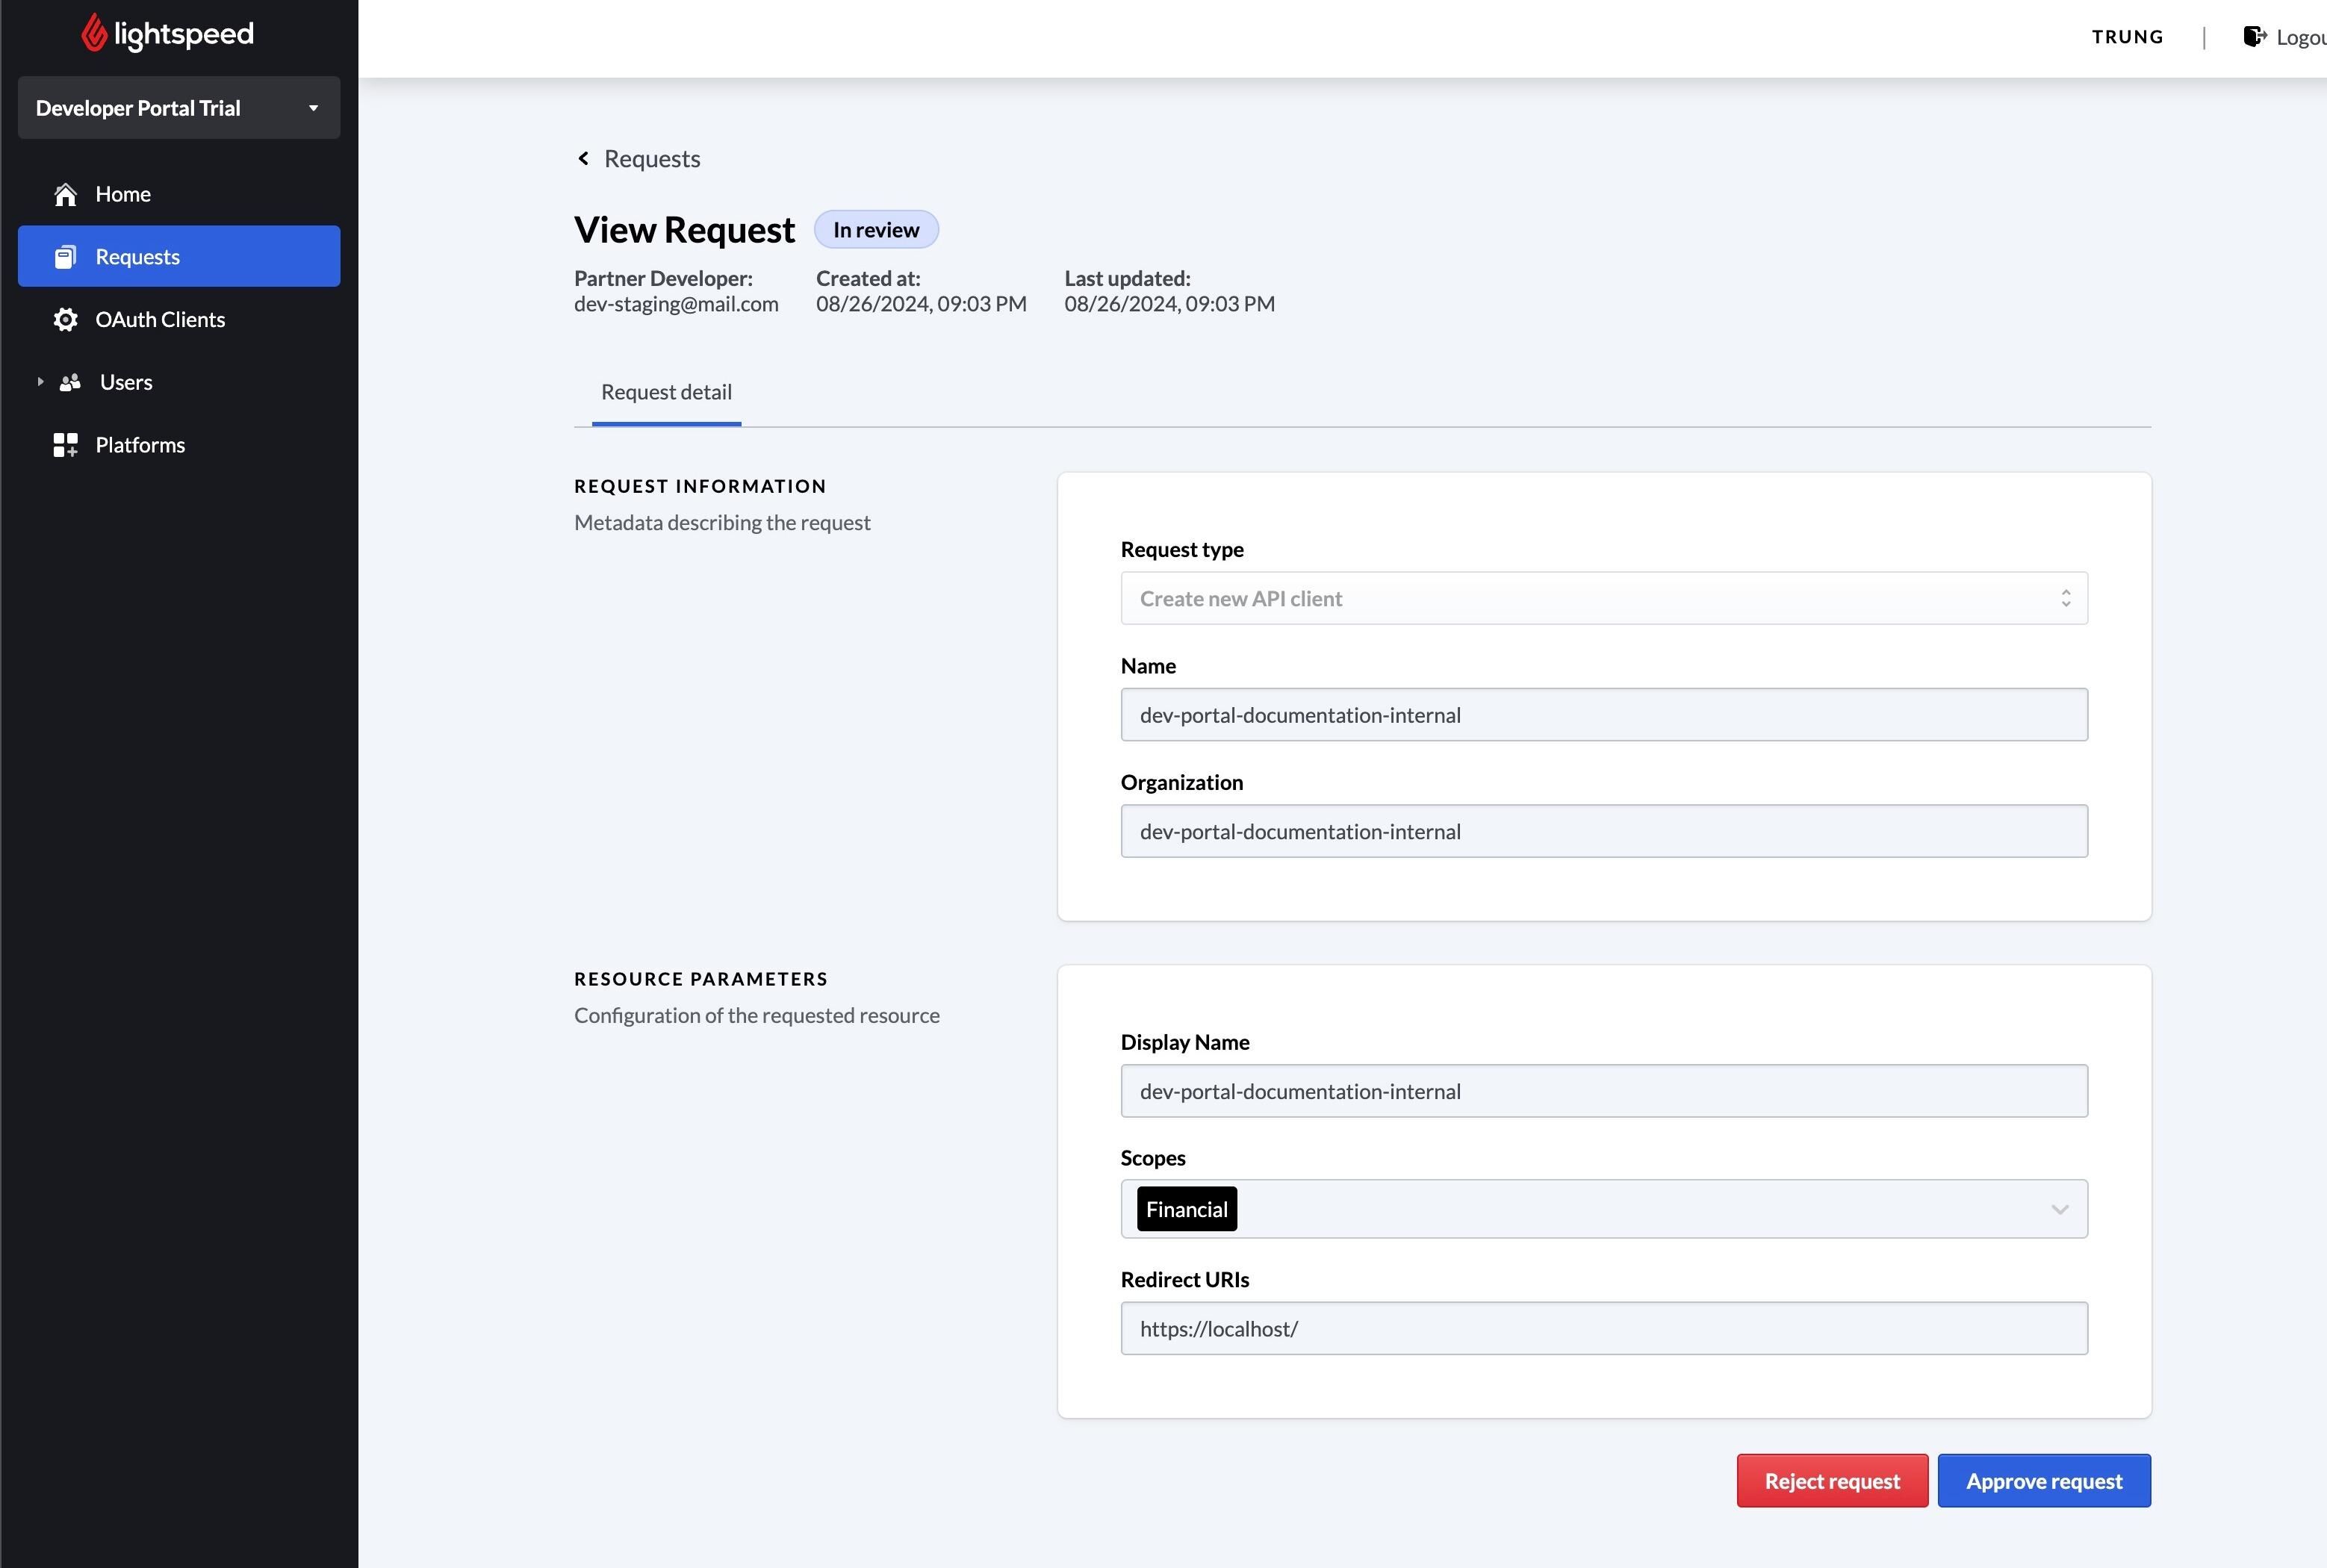 lightspeed
TRUNG
Logou
Developer Portal Trial
Home
Requests
OAuth Clients
Users
Platforms
Requests
View Request
In review
Partner Developer:
dev-staging@mail.com
Created at:
08/26/2024, 09:03 PM
Last updated:
08/26/2024, 09:03 PM
Request detail
REQUEST INFORMATION
Metadata describing the request
Request type
Create new API client
Name
dev-portal-documentation-internal
Organization
dev-portal-documentation-internal
RESOURCE PARAMETERS
Configuration of the requested resource
Display Name
dev-portal-documentation-internal
Scopes
Financial
Redirect URIs
https://localhost/
Reject request
Approve request